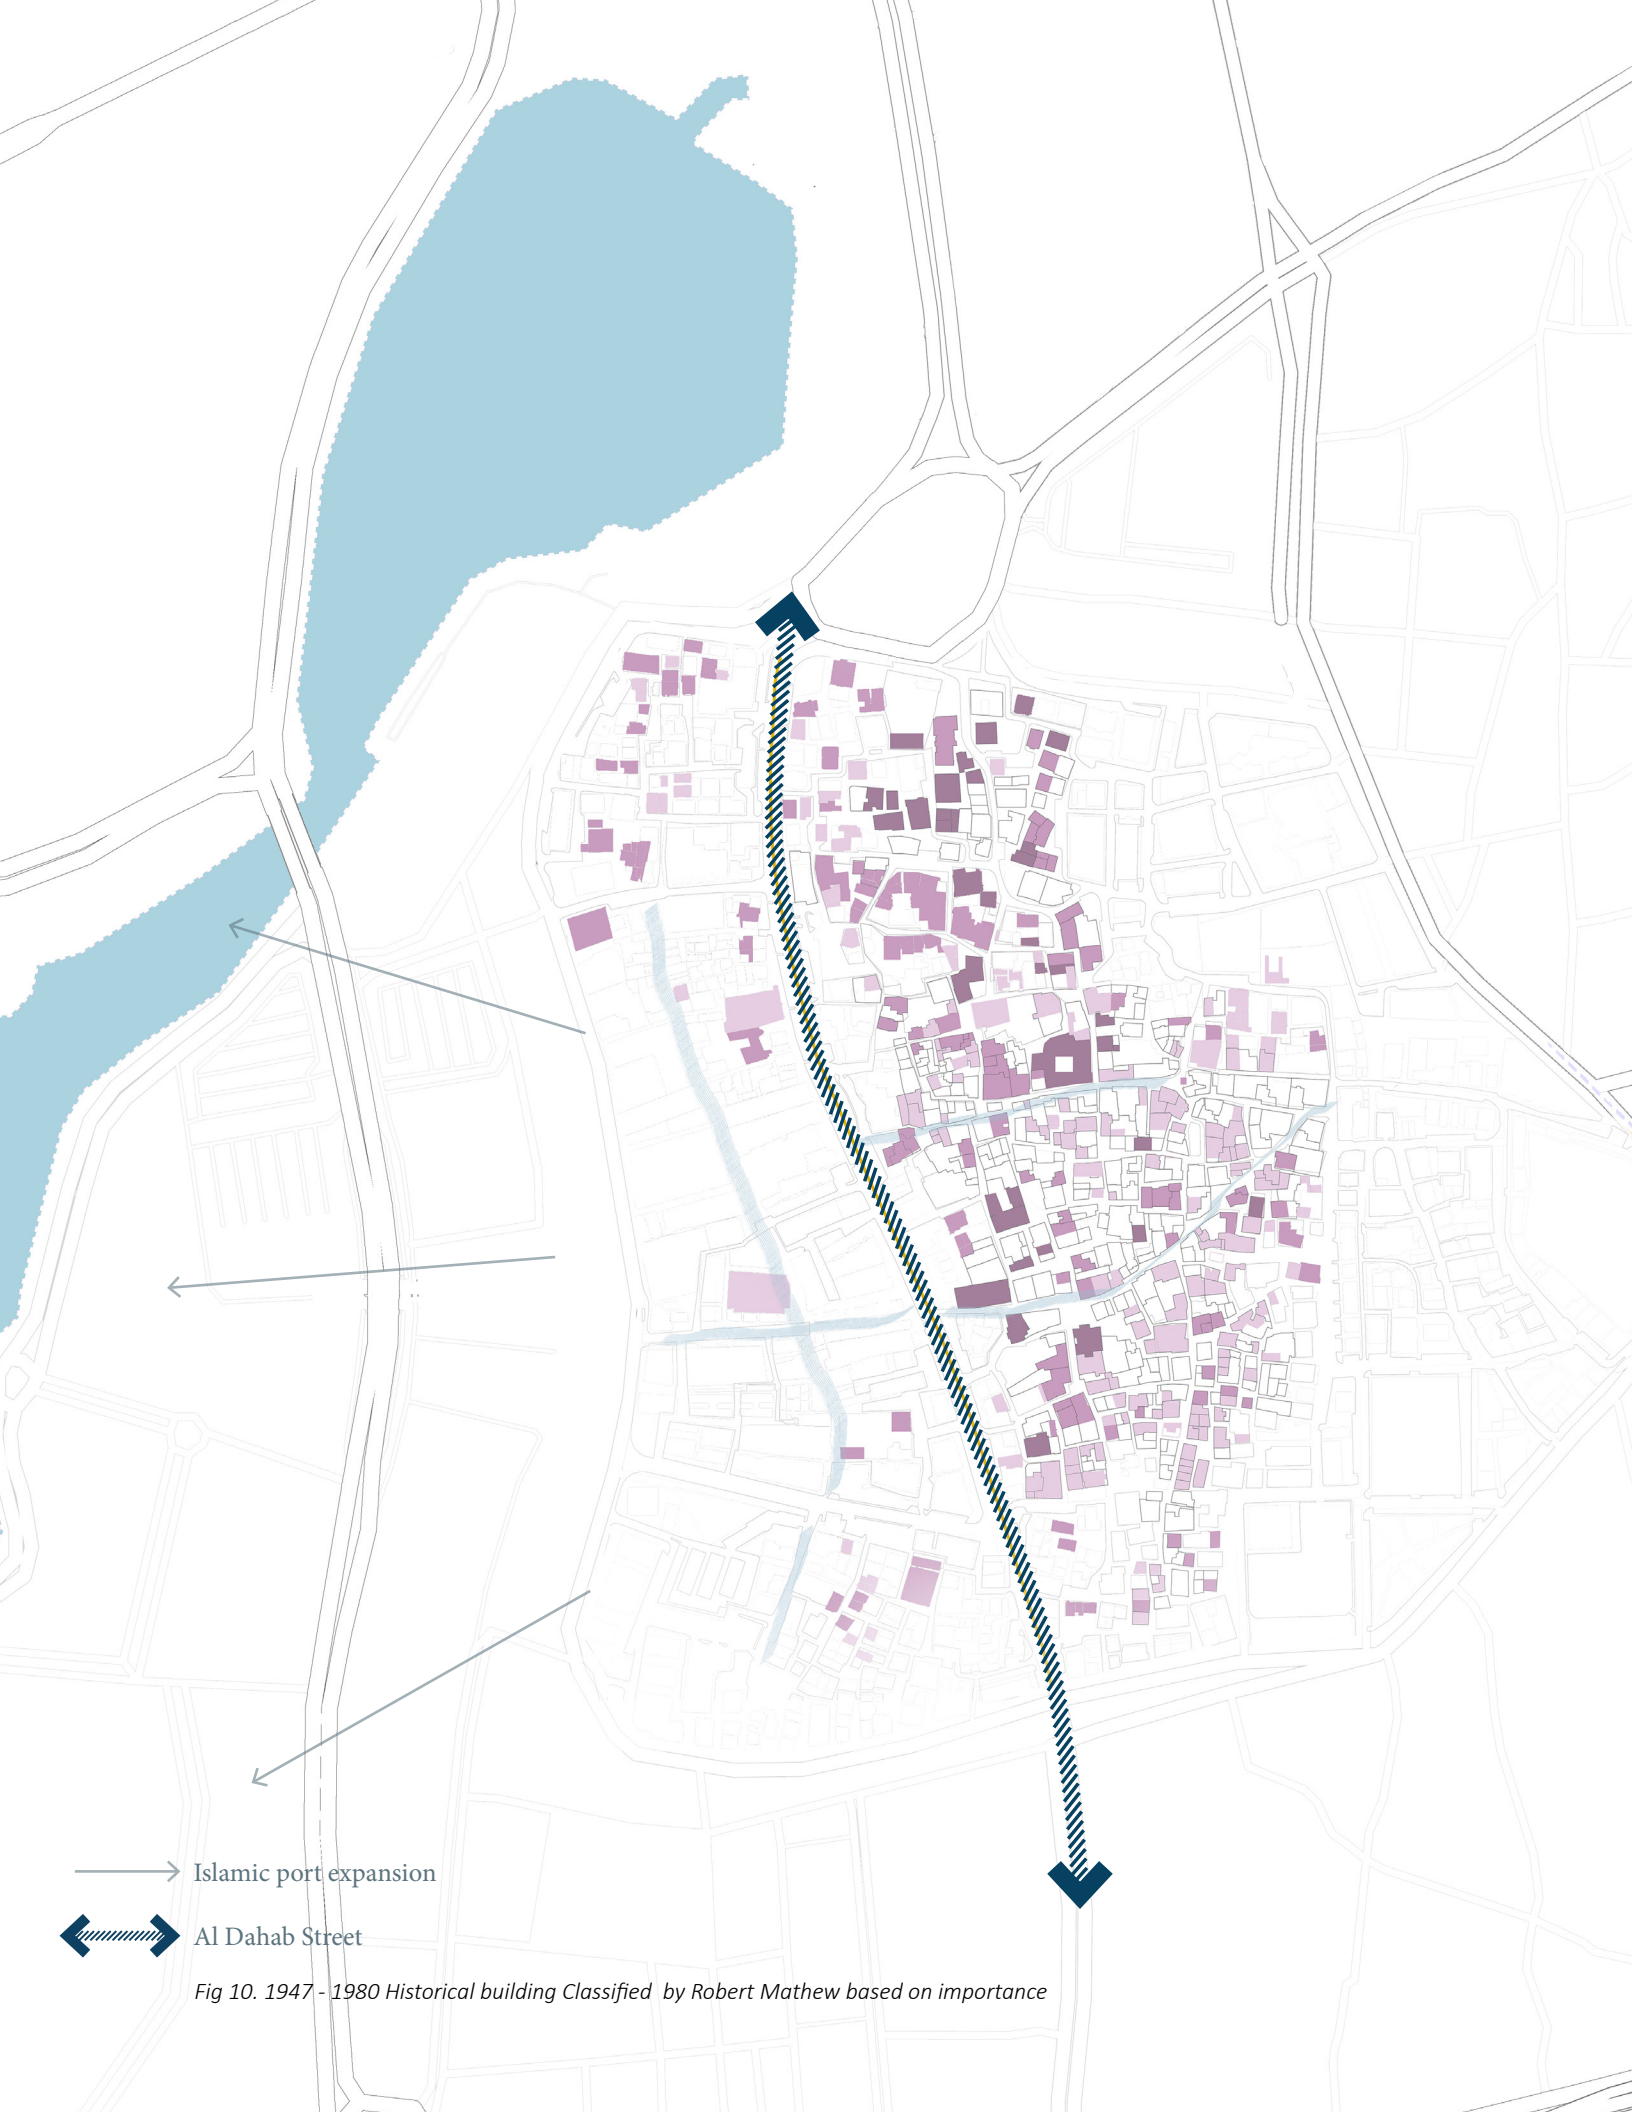 Islamic port expansion
Al Dahab Street
Fig 10. 1947 - 1980 Historical building Classified  by Robert Mathew based on importance